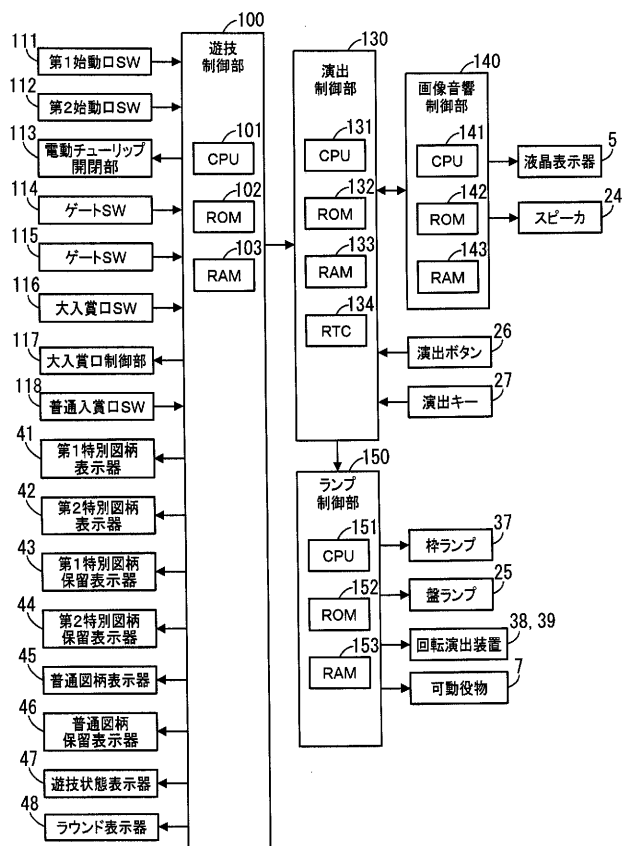 100
遊技
制御部
101
CPU
102
ROM
103
RAM
111
第1始動口SW
112
第2始動口SW
113
電動チューリップ
開閉部
114
ゲートSW
115
ゲートSW
116
大入賞口SW
117
大入賞口制御部
118
普通入賞口SW
41
第1特別図柄
表示器
42
第2特別図柄
表示器
43
第1特別図柄
保留表示器
44
第2特別図柄
保留表示器
45
普通図柄表示器
46
普通図柄
保留表示器
47
遊技状態表示器
48
ラウンド表示器
130
演出
制御部
131
CPU
132
ROM
133
RAM
134
RTC
140
画像音響
制御部
141
CPU
142
ROM
143
RAM
5
液晶表示器
24
スピーカ
26
演出ボタン
27
演出キー
150
ランプ
制御部
151
CPU
152
ROM
153
RAM
37
枠ランプ
25
盤ランプ
38, 39
回転演出装置
7
可動役物